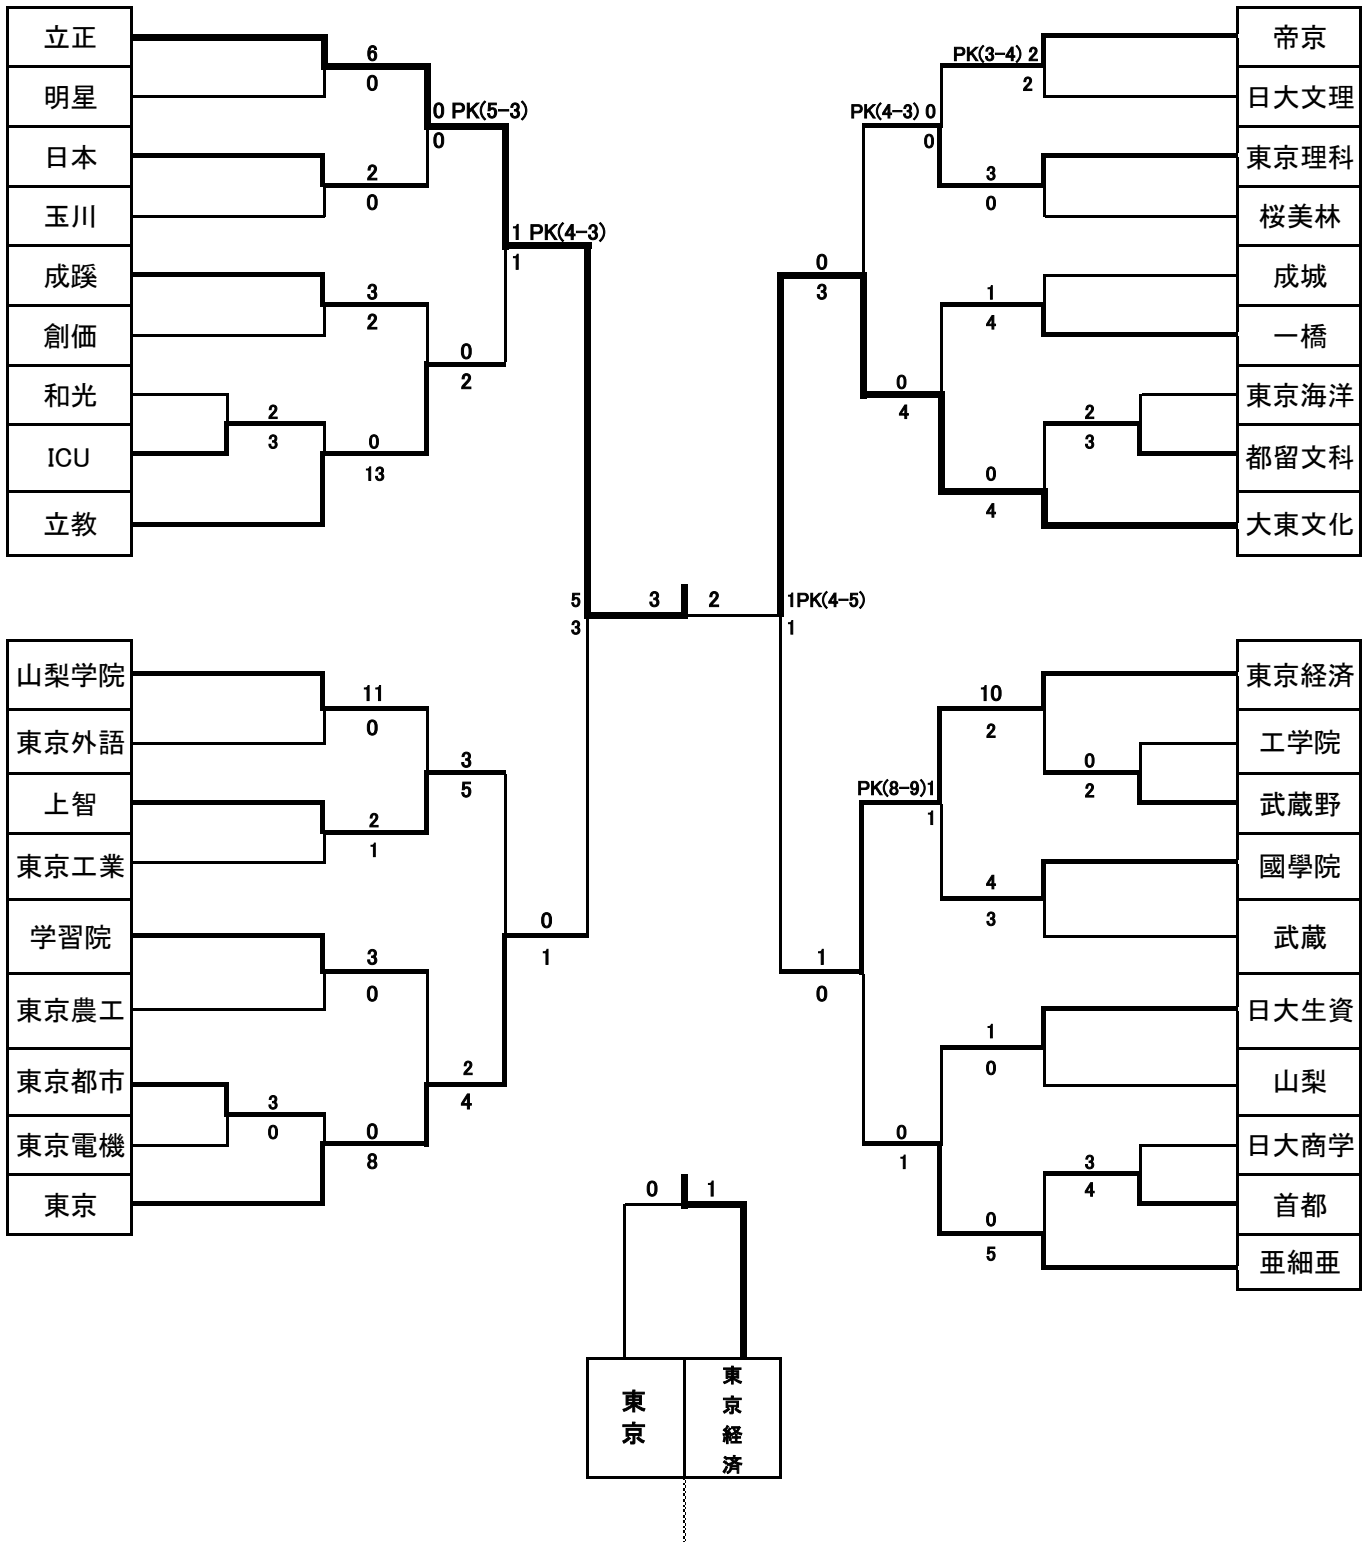 立正
明星
日本
玉川
成蹊
創価
和光
ICU
立教
6
0
0 PK(5-3)
0
2
0
1 PK(4-3)
1
3
2
0
2
2
3
0
13
帝京
日大文理
東京理科
桜美林
成城
一橋
東京海洋
都留文科
大東文化
PK(3-4) 2
2
PK(4-3) 0
0
3
0
0
3
1
4
0
4
2
3
0
4
5
3
3
2
1PK(4-5)
1
山梨学院
東京外語
上智
東京工業
学習院
東京農工
東京都市
東京電機
東京
11
0
3
5
2
1
0
1
3
0
2
4
3
0
0
8
東京経済
工学院
武蔵野
國學院
武蔵
日大生資
山梨
日大商学
首都
亜細亜
10
2
0
2
PK(8-9)1
1
4
3
1
0
1
0
0
1
3
4
0
5
0
1
東京
東京経済